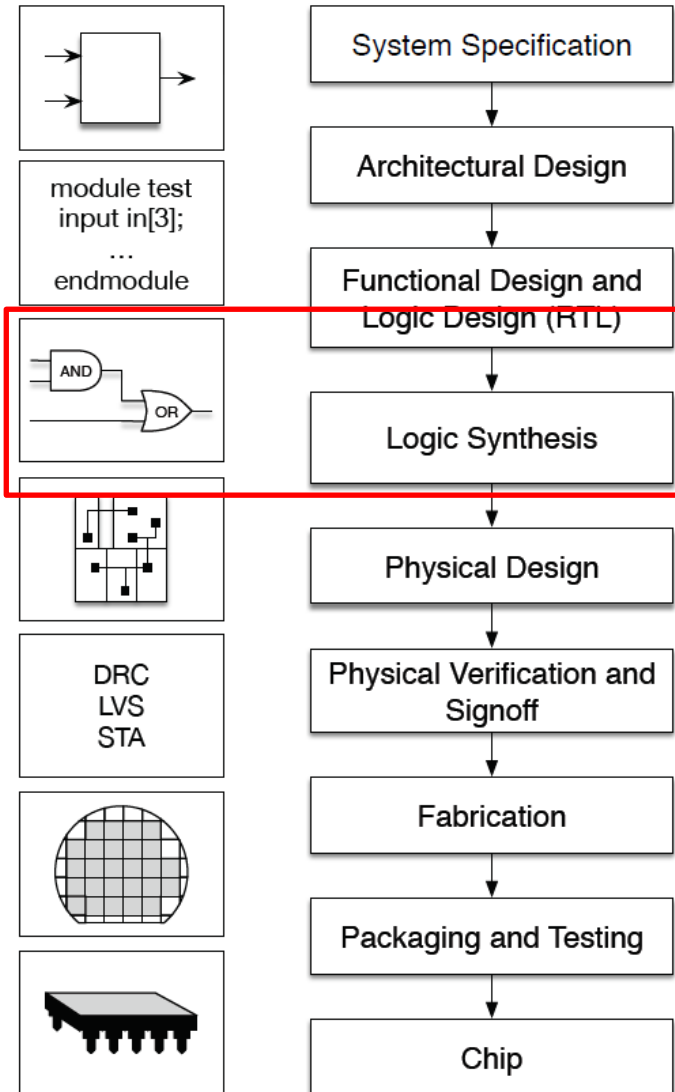 System Specification
Architectural Design
module test
input in[3];
...
endmodule
Functional Design and
Logic Design (RTL)
AND
OR
Logic Synthesis
Physical Design
DRC
LVS
STA
Physical Verification and
Signoff
Fabrication
Packaging and Testing
Chip